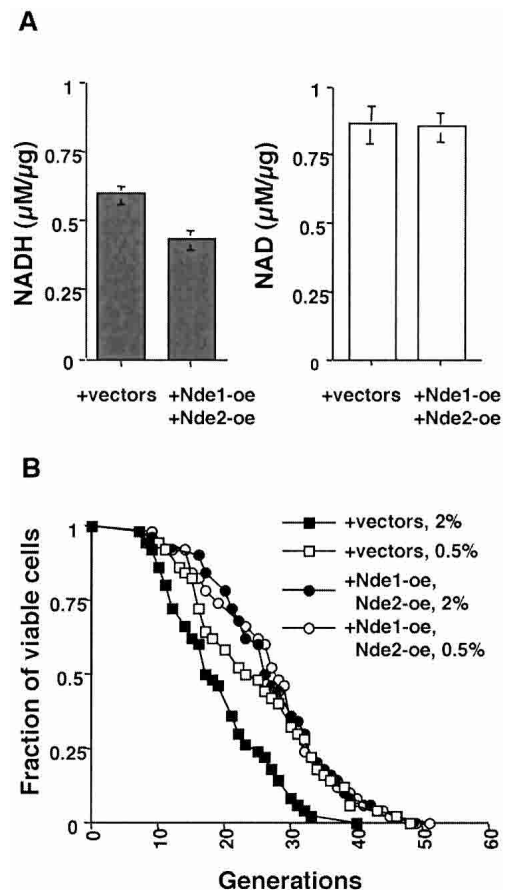 A
1
0.75
0.5
0.25
0
NADH (µM/µg)
+vectors
+Nde1-oe
+Nde2-oe
1
0.75
0.5
0.25
0
NAD (µM/µg)
+vectors
+Nde1-oe
+Nde2-oe
B
+vectors, 2%
+vectors, 0.5%
+Nde1-oe,
Nde2-oe, 2%
+Nde1-oe,
Nde2-oe, 0.5%
1
0.75
0.5
0.25
0
Fraction of viable cells
0
10
20
30
40
50
60
Generations